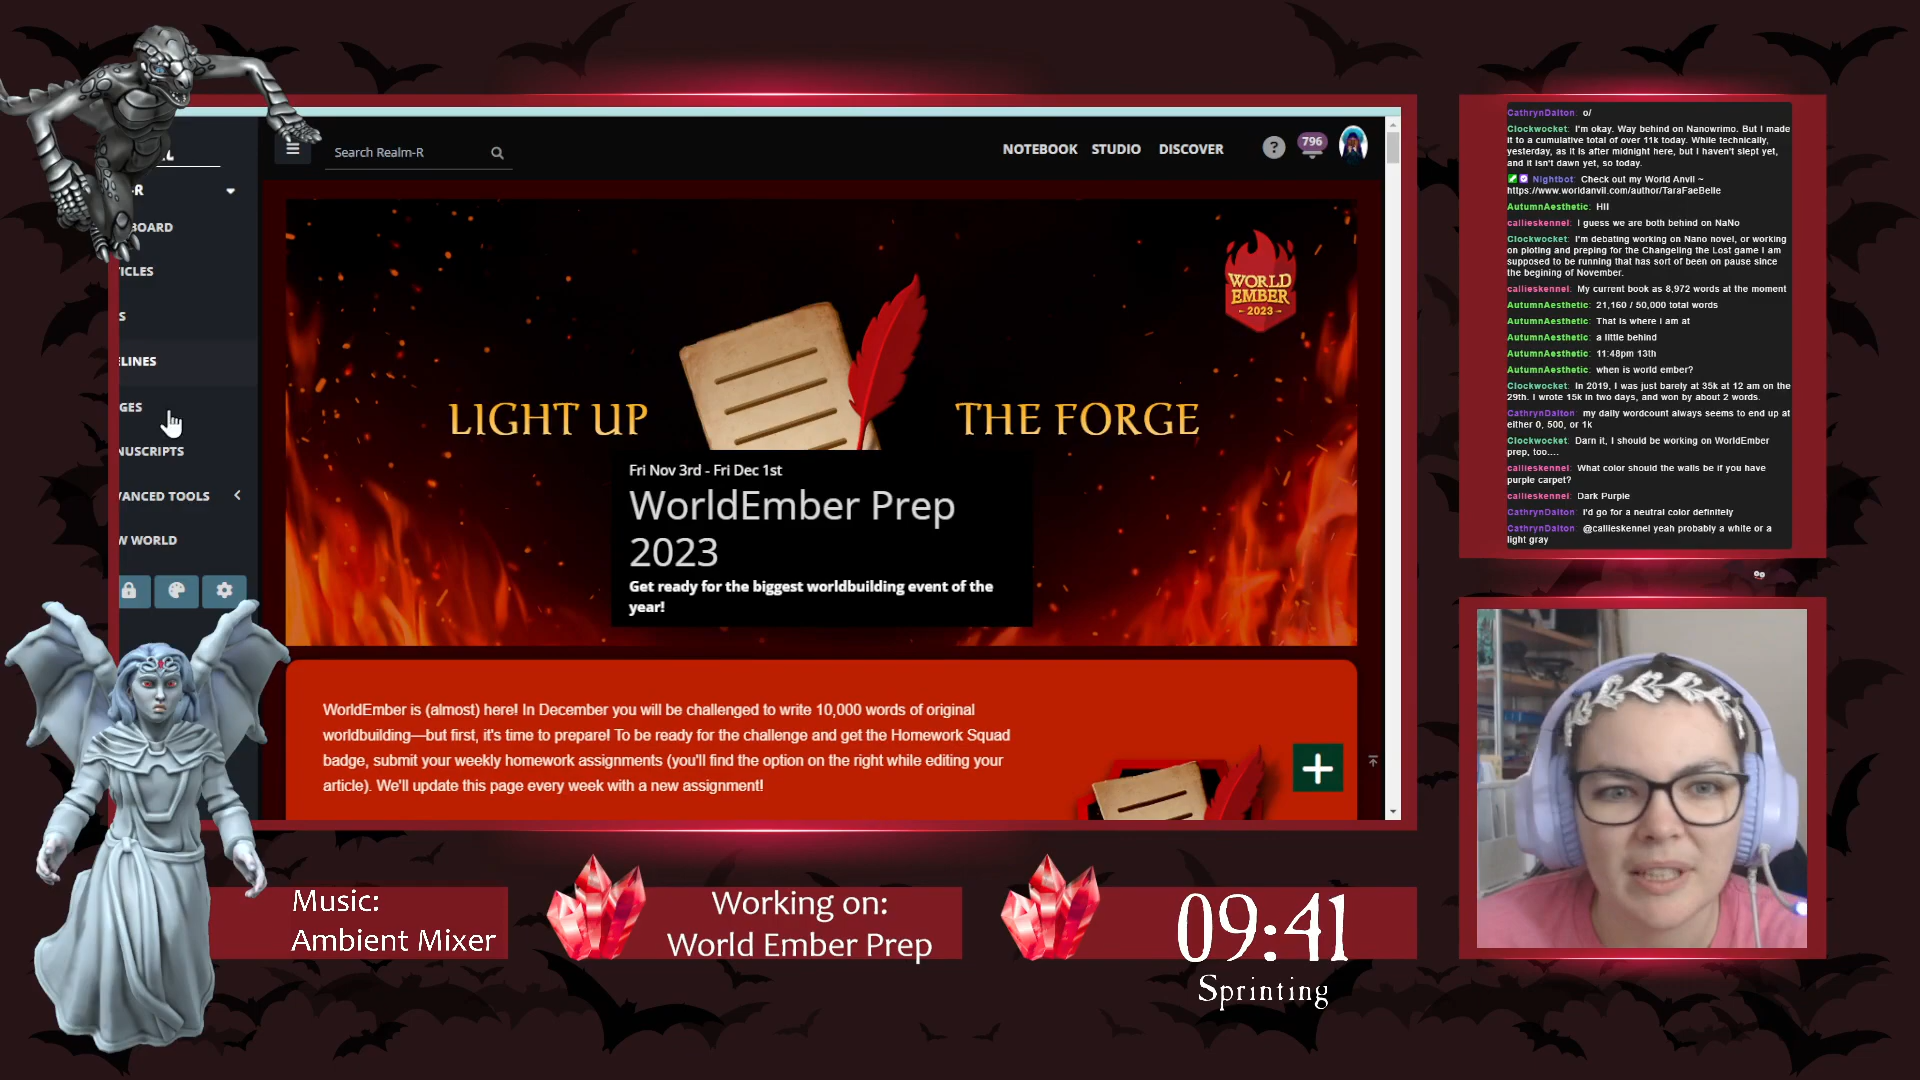 Search Realm-R
NOTEBOOK
STUDIO
DISCOVER
?
796
-R
BOARD
ICLES
S
ELINES
GES
NUSCRIPTS
VANCED TOOLS
W WORLD
WORLD
EMBER
-2023-
LIGHT UP
THE FORGE
Fri Nov 3rd - Fri Dec 1st
WorldEmber Prep
2023
Get ready for the biggest worldbuilding event of the
year!
WorldEmber is (almost) here! In December you will be challenged to write 10,000 words of original
worldbuilding—but first, it's time to prepare! To be ready for the challenge and get the Homework Squad
badge, submit your weekly homework assignments (you'll find the option on the right while editing your
article). We'll update this page every week with a new assignment!
Music:
Ambient Mixer
Working on:
World Ember Prep
09:41
Sprinting
CathrynDalton: o/
Clockwocket: I'm okay. Way behind on Nanowrimo. But I made
it to a cumulative total of over 11k today. While technically,
yesterday, as it is after midnight here, but I haven't slept yet,
and it isn't dawn yet, so today.
Nightbot: Check out my World Anvil ~
https://www.worldanvil.com/author/TaraFaeBelle
AutumnAesthetic: HII
callieskennel: I guess we are both behind on NaNo
Clockwocket: I'm debating working on Nano novel, or working
on ploting and preping for the Changeling the Lost game I am
supposed to be running that has sort of been on pause since
the begining of November.
callieskennel: My current book as 8,972 words at the moment
AutumnAesthetic: 21,160 / 50,000 total words
AutumnAesthetic: That is where i am at
AutumnAesthetic: a little behind
AutumnAesthetic: 11:48pm 13th
AutumnAesthetic: when is world ember?
Clockwocket: In 2019, I was just barely at 35k at 12 am on the
29th. I wrote 15k in two days, and won by about 2 words.
CathrynDalton: my daily wordcount always seems to end up at
either 0, 500, or 1k
Clockwocket: Darn it, I should be working on WorldEmber
prep, too....
callieskennel: What color should the walls be if you have
purple carpet?
callieskennel: Dark Purple
CathrynDalton: I'd go for a neutral color definitely
CathrynDalton: @callieskennel yeah probably a white or a
light gray